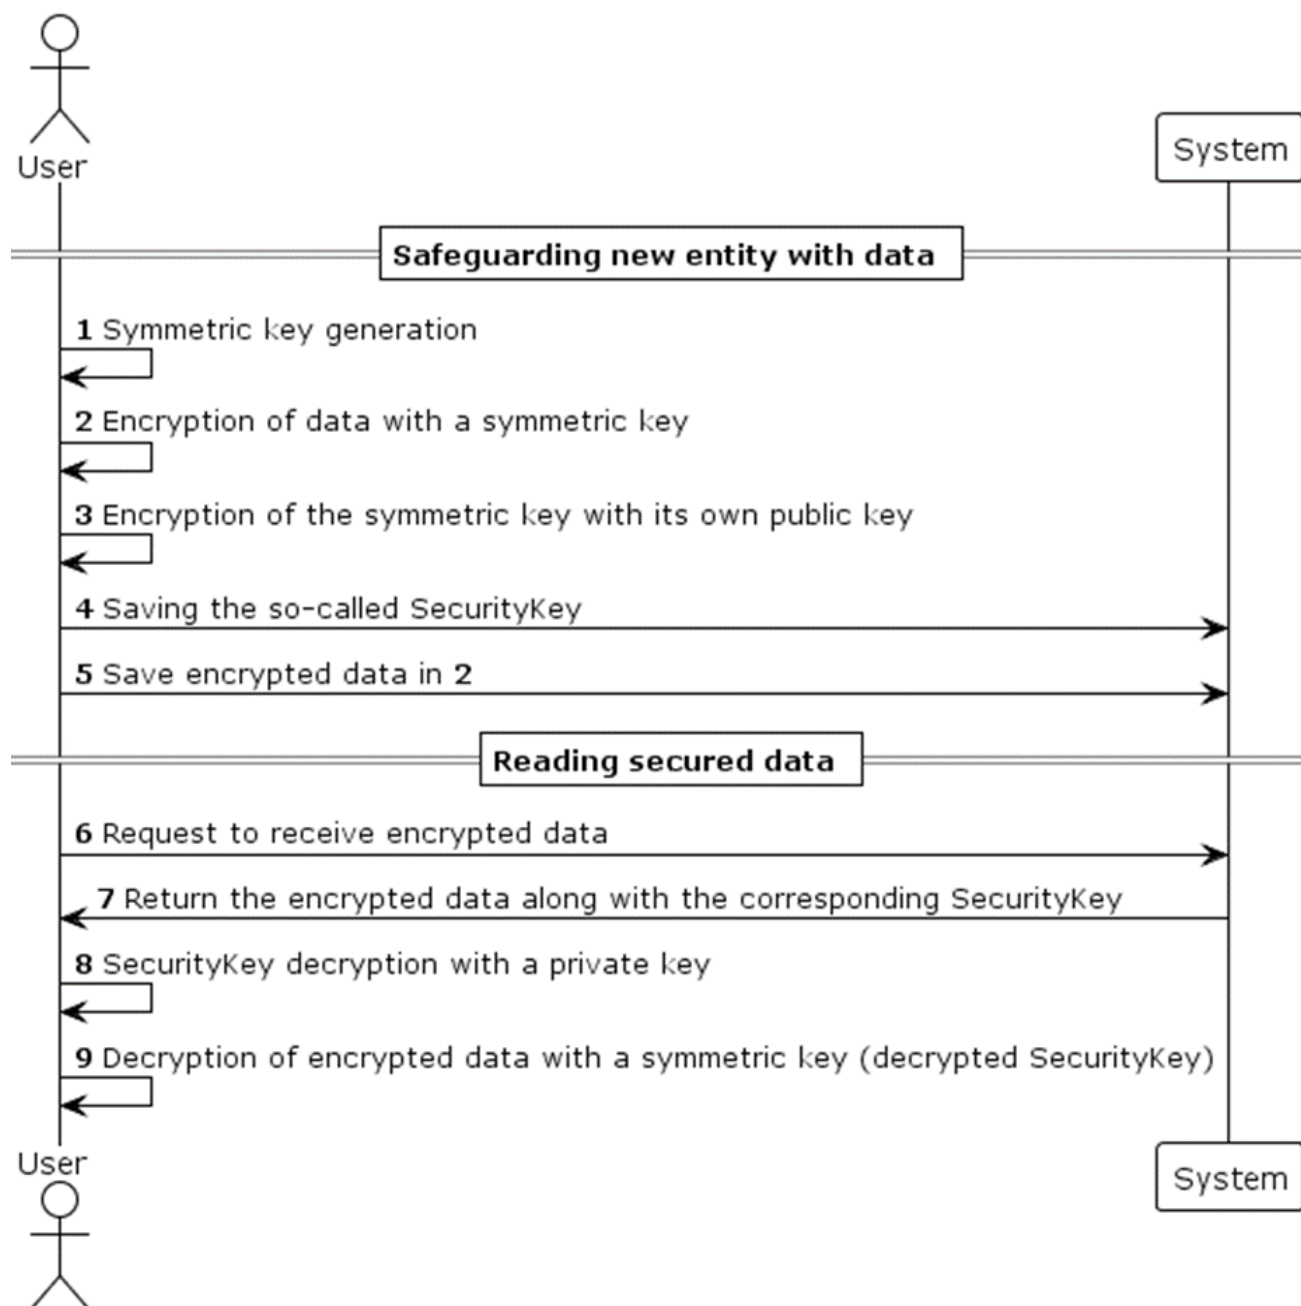 User
System
Safeguarding new entity with data
1 Symmetric key generation
2 Encryption of data with a symmetric key
3 Encryption of the symmetric key with its own public key
4 Saving the so-called SecurityKey
5 Save encrypted data in 2
Reading secured data
6 Request to receive encrypted data
7 Return the encrypted data along with the corresponding SecurityKey
8 SecurityKey decryption with a private key
9 Decryption of encrypted data with a symmetric key (decrypted SecurityKey)
User
System